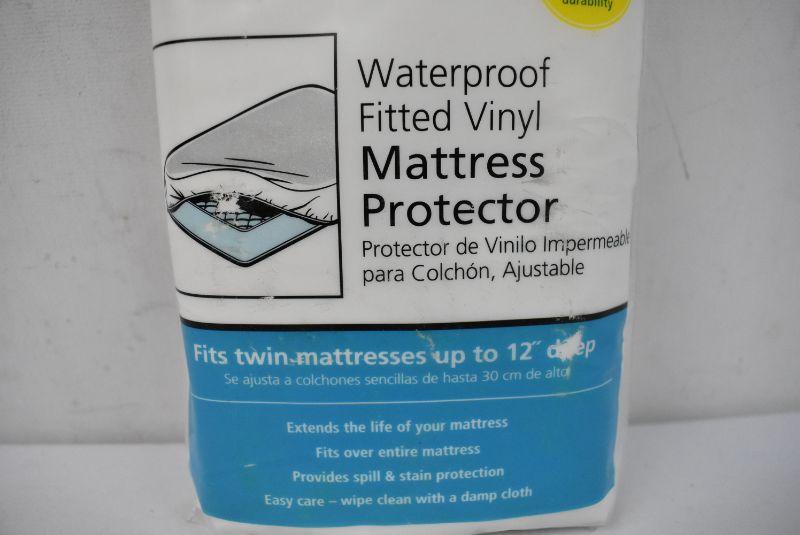 durability
Waterproof
Fitted Vinyl
Mattress
Protector
Protector de Vinilo Impermeable
para Colchón, Ajustable
Fits twin mattresses up to 12″ deep
Se ajusta a colchones sencillas de hasta 30 cm de alto
Extends the life of your mattress
Fits over entire mattress
Provides spill & stain protection
Easy care – wipe clean with a damp cloth